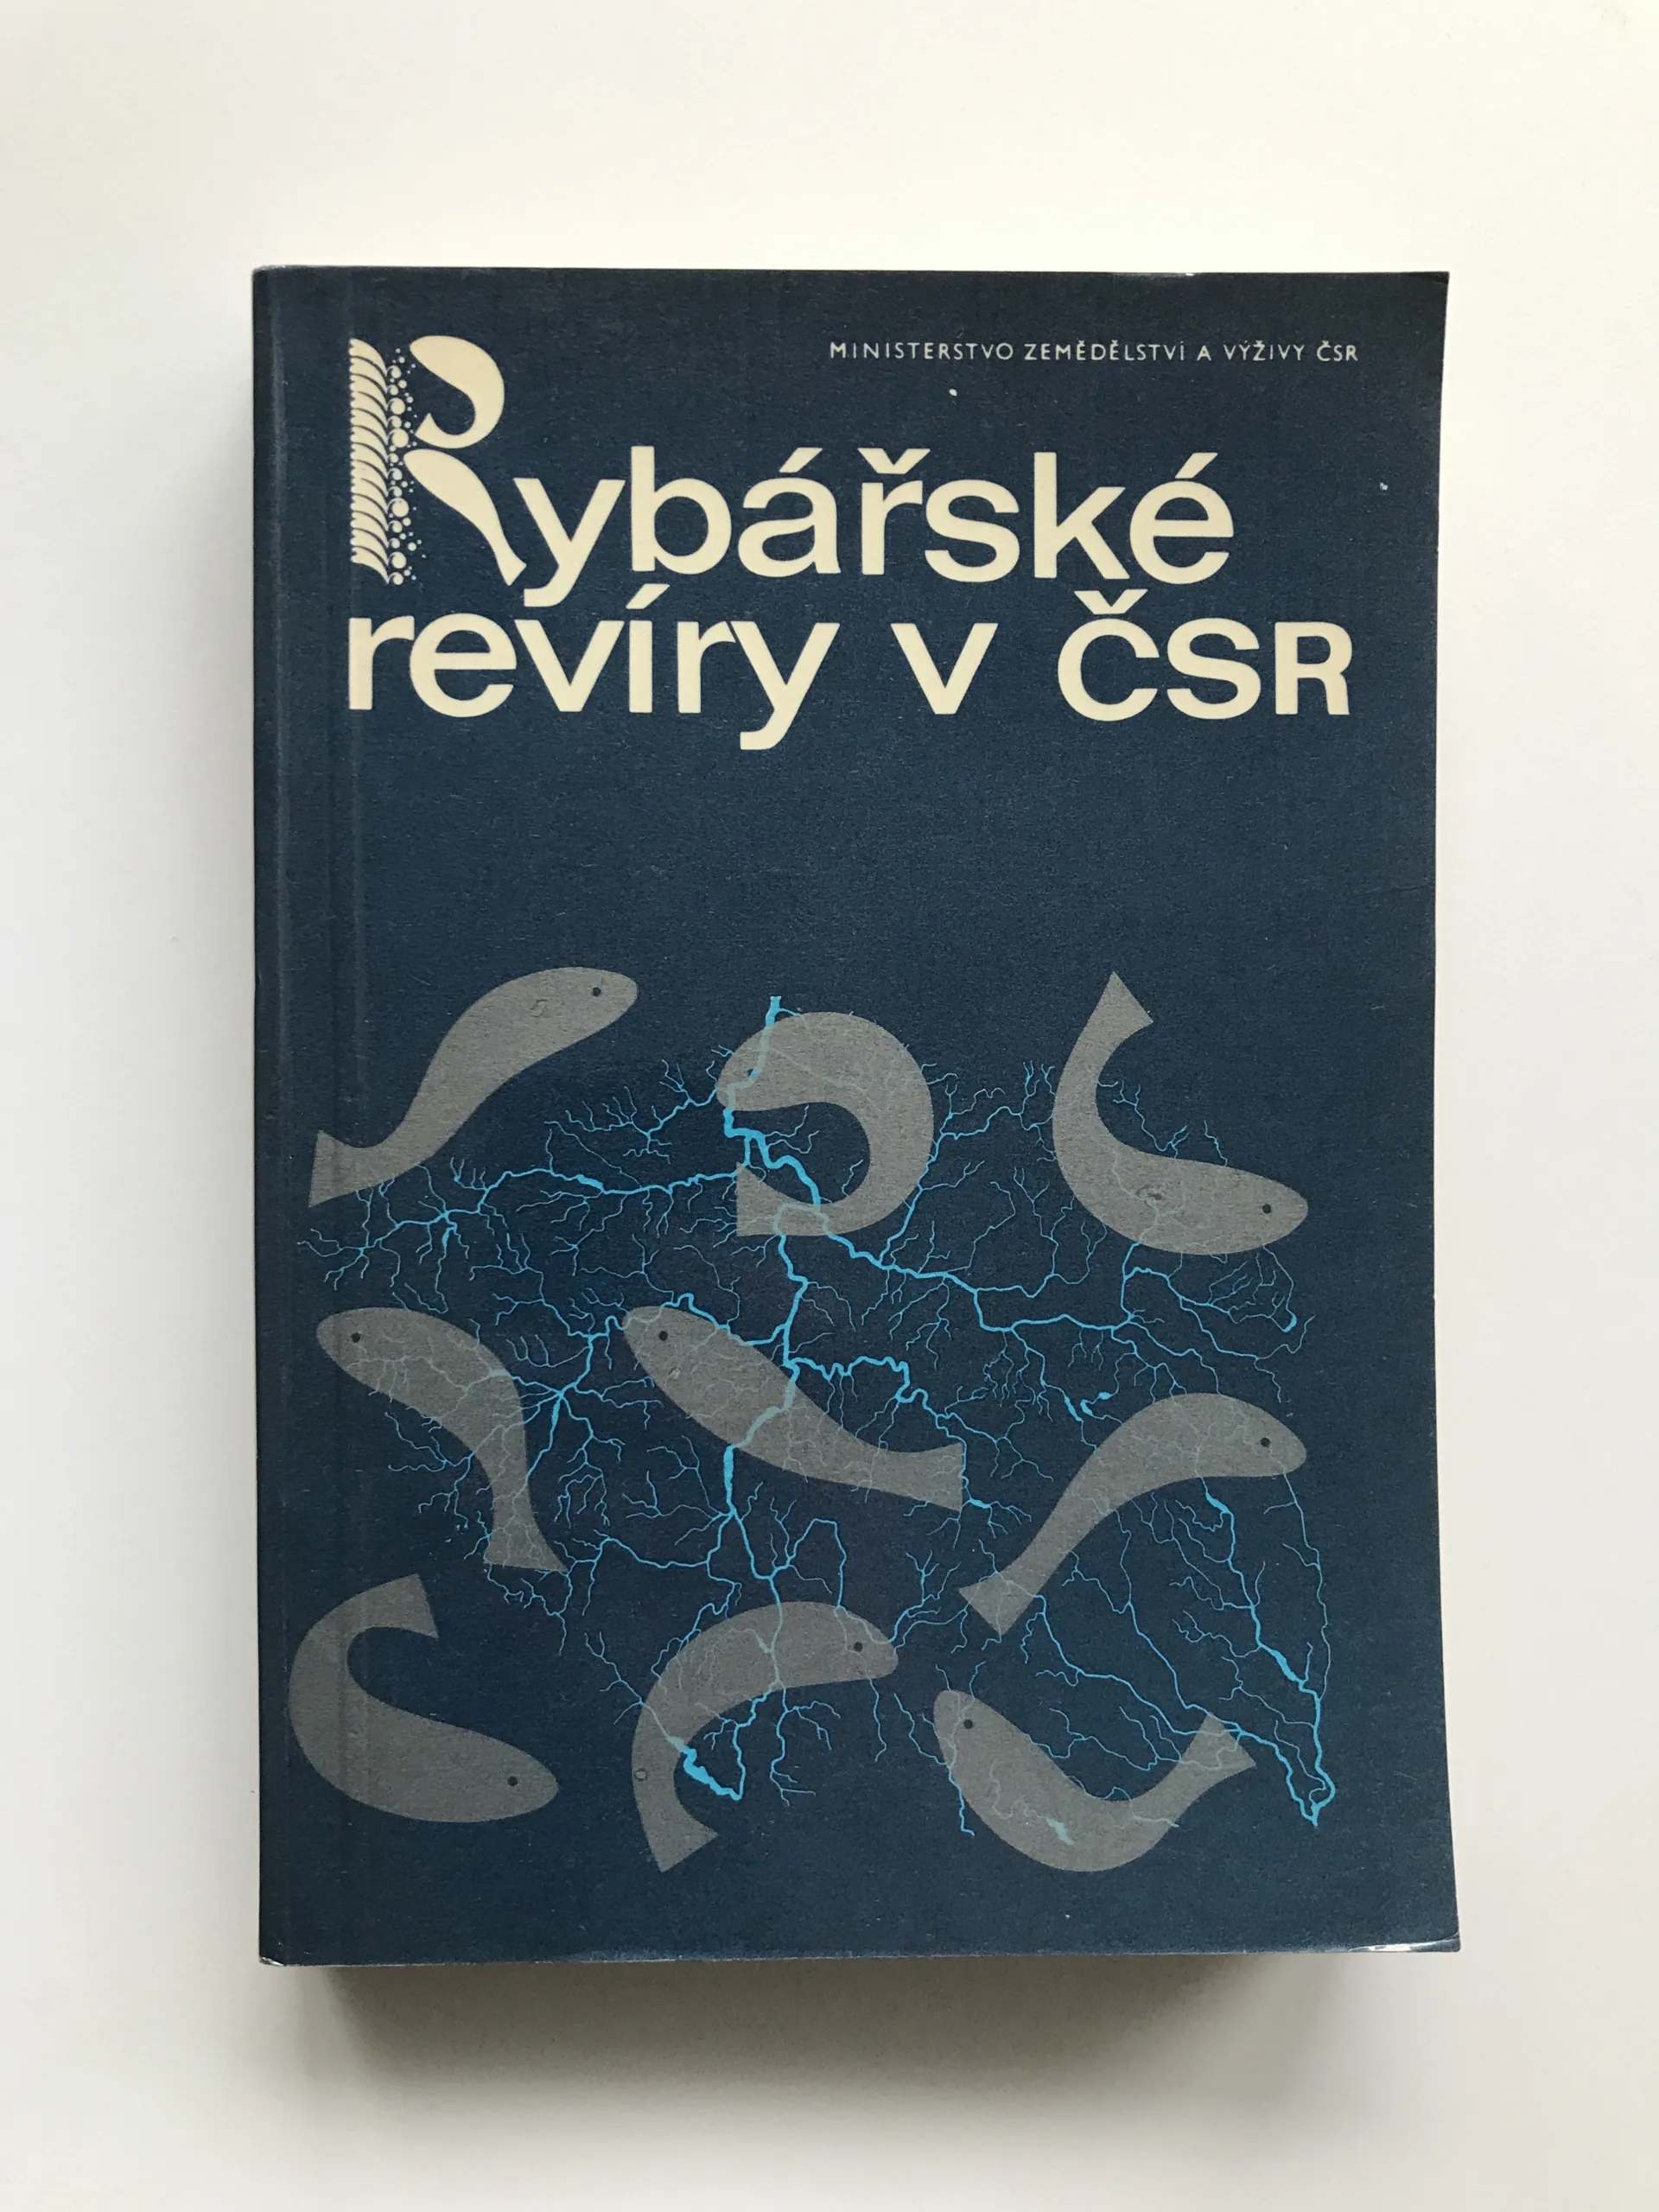 MINISTERSTVO ZEMĚDĚLSTVÍ A VÝŽIVY ČSR
Rybářské
revíry v ČSR